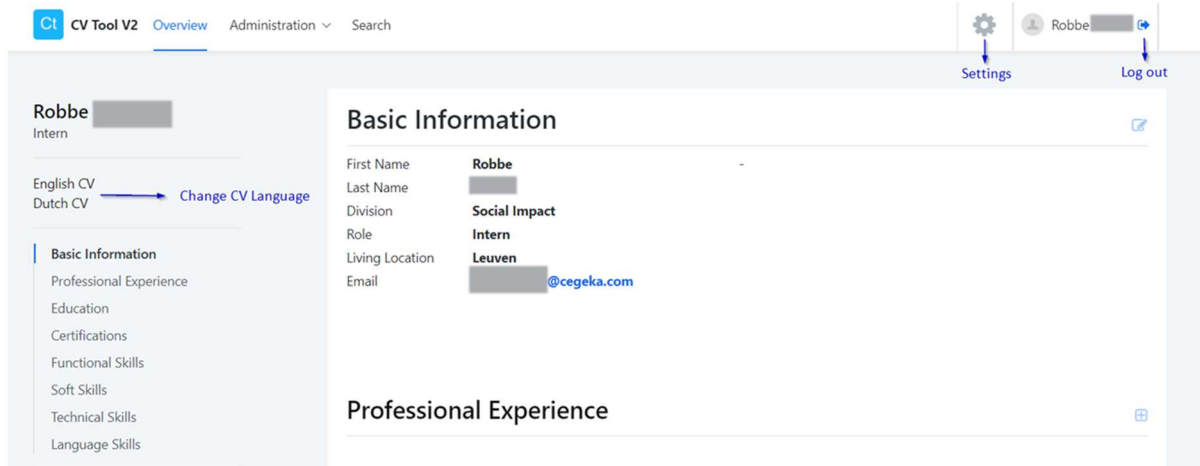 Ct CV Tool V2 Overview Administration Search Robbe
Settings Log out
Robbe
Intern
English CV
Dutch CV
Change CV Language
Basic Information
Professional Experience
Education
Certifications
Functional Skills
Soft Skills
Technical Skills
Language Skills
Basic Information
First Name Robbe -
Last Name
Division Social Impact
Role Intern
Living Location Leuven
Email @cegeka.com
Professional Experience